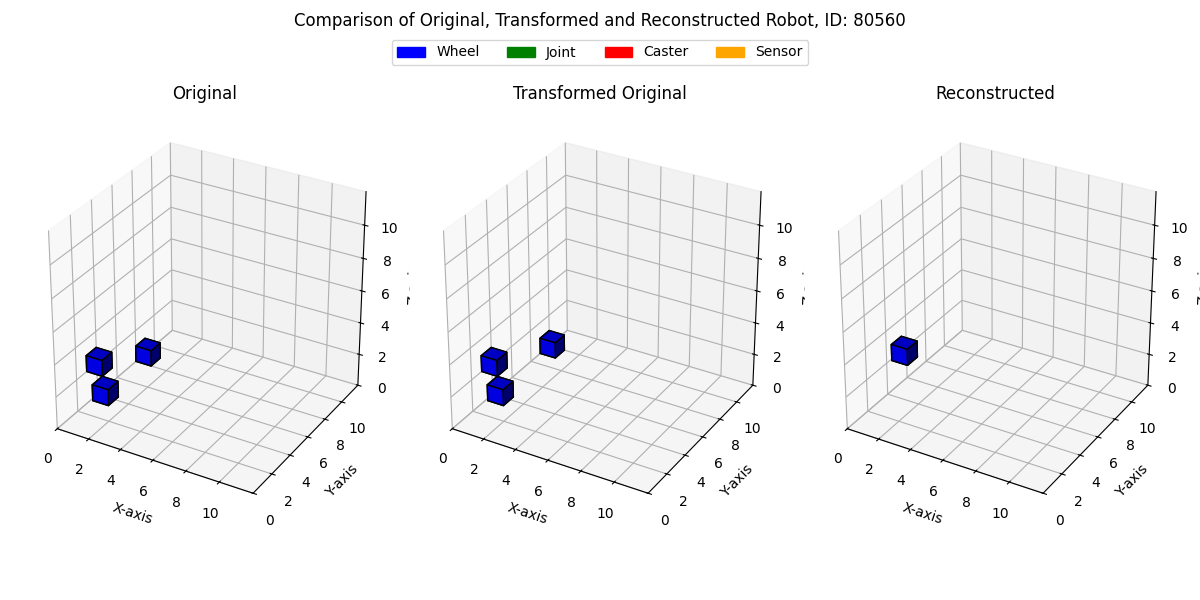 Comparison of Original, Transformed and Reconstructed Robot, ID: 80560
Wheel Joint Caster Sensor
Original Transformed Original Reconstructed
10 10 10
8 8 8
6 6 6
4 4 4
2 2 2
0 0 0
0 2 4 6 8 10 X-axis
0 2 4 6 8 10 Y-axis
0 2 4 6 8 10 X-axis
0 2 4 6 8 10 Y-axis
0 2 4 6 8 10 X-axis
0 2 4 6 8 10 Y-axis